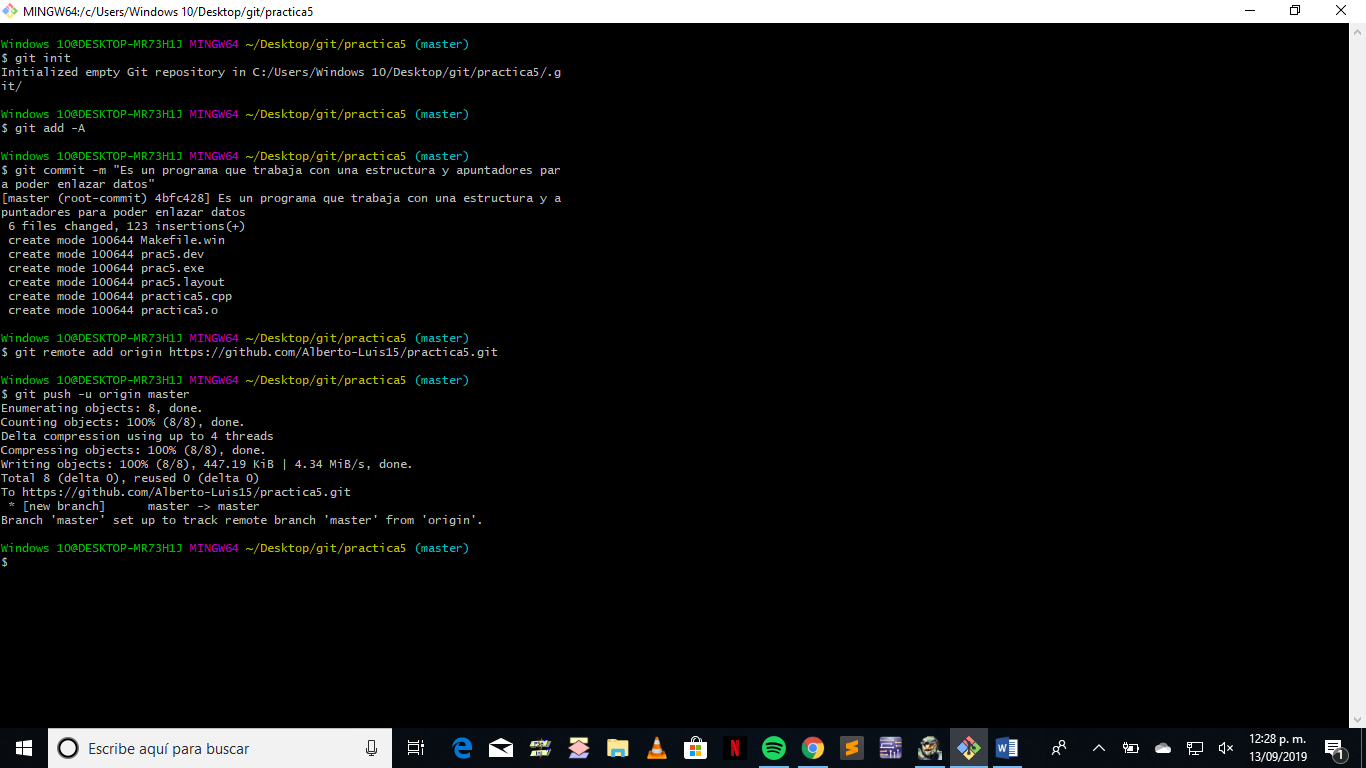 MINGW64:/c/Users/Windows 10/Desktop/git/practica5
Windows 10@DESKTOP-MR73H1J MINGW64 ~/Desktop/git/practica5 (master)
$ git init
Initialized empty Git repository in C:/Users/Windows 10/Desktop/git/practica5/.g
it/
Windows 10@DESKTOP-MR73H1J MINGW64 ~/Desktop/git/practica5 (master)
$ git add -A
Windows 10@DESKTOP-MR73H1J MINGW64 ~/Desktop/git/practica5 (master)
$ git commit -m "Es un programa que trabaja con una estructura y apuntadores par
a poder enlazar datos"
[master (root-commit) 4bfc428] Es un programa que trabaja con una estructura y a
puntadores para poder enlazar datos
 6 files changed, 123 insertions(+)
 create mode 100644 Makefile.win
 create mode 100644 prac5.dev
 create mode 100644 prac5.exe
 create mode 100644 prac5.layout
 create mode 100644 practica5.cpp
 create mode 100644 practica5.o
Windows 10@DESKTOP-MR73H1J MINGW64 ~/Desktop/git/practica5 (master)
$ git remote add origin https://github.com/Alberto-Luis15/practica5.git
Windows 10@DESKTOP-MR73H1J MINGW64 ~/Desktop/git/practica5 (master)
$ git push -u origin master
Enumerating objects: 8, done.
Counting objects: 100% (8/8), done.
Delta compression using up to 4 threads
Compressing objects: 100% (8/8), done.
Writing objects: 100% (8/8), 447.19 KiB | 4.34 MiB/s, done.
Total 8 (delta 0), reused 0 (delta 0)
To https://github.com/Alberto-Luis15/practica5.git
 * [new branch]      master -> master
Branch 'master' set up to track remote branch 'master' from 'origin'.
Windows 10@DESKTOP-MR73H1J MINGW64 ~/Desktop/git/practica5 (master)
$
Escribe aquí para buscar
12:28 p. m.
13/09/2019
1